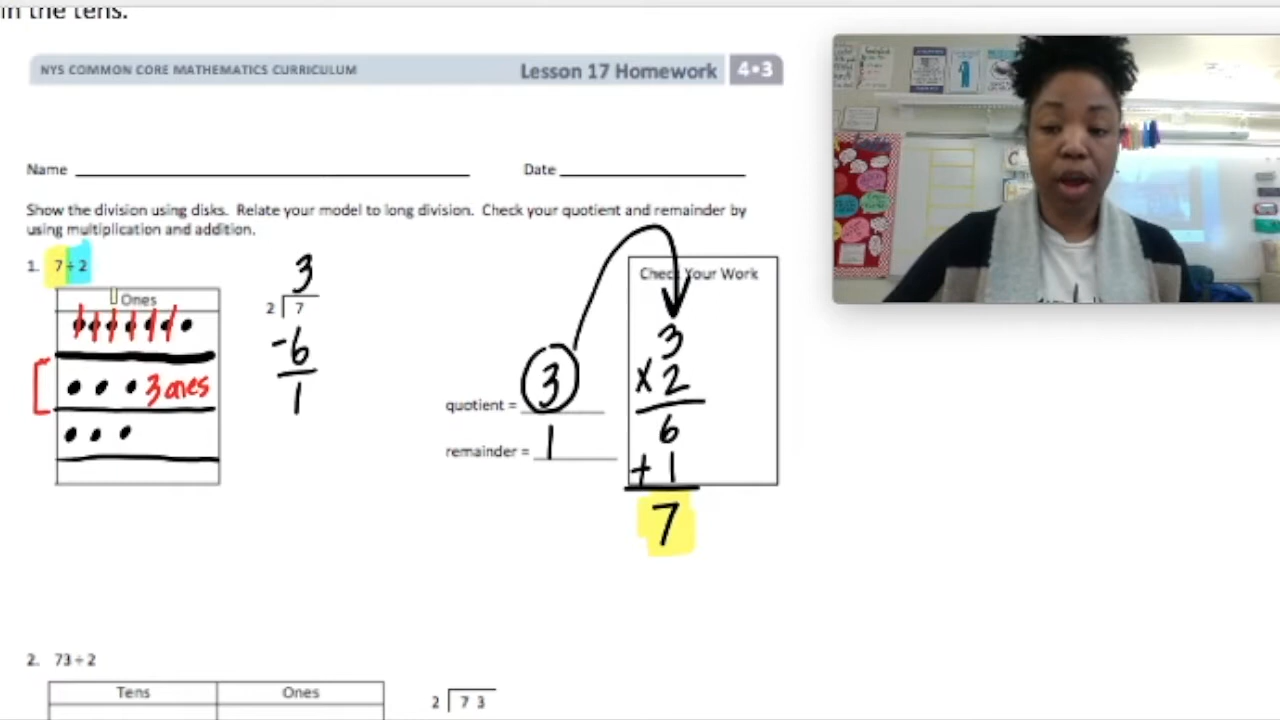 in the tens.
NYS COMMON CORE MATHEMATICS CURRICULUM
Lesson 17 Homework 4•3
Name
Date
Show the division using disks. Relate your model to long division. Check your quotient and remainder by
using multiplication and addition.
1. 7 ÷ 2
Ones
3 ones
3
2 7
-6
1
quotient = 3
remainder = 1
Check Your Work
3
x 2
6
+ 1
7
2. 73 ÷ 2
Tens Ones
2 7 3